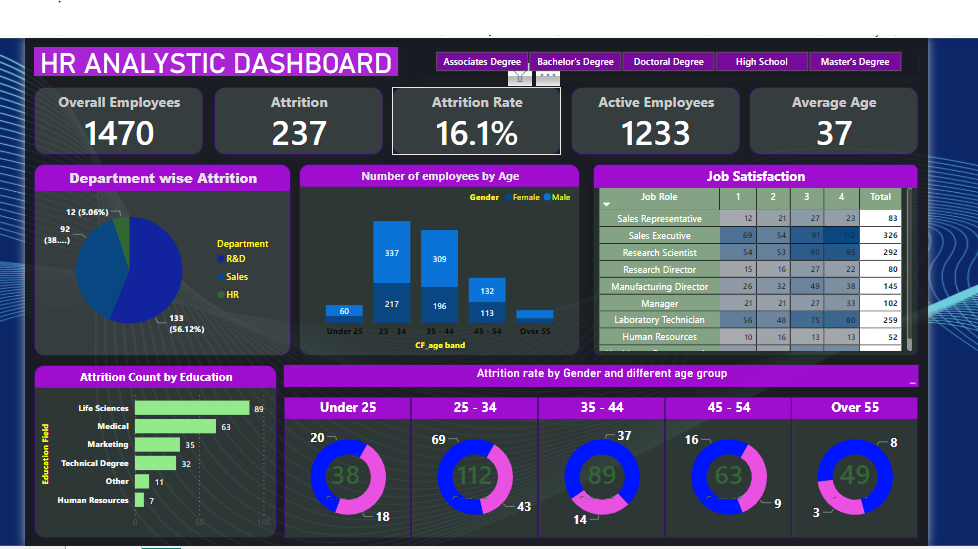 HR ANALYSTIC DASHBOARD
Associates Degree Bachelor's Degree Doctoral Degree High School Master's Degree
Overall Employees
1470
Attrition
237
Attrition Rate
16.1%
Active Employees
1233
Average Age
37
Department wise Attrition
12 (5.06%)
92
(38....)
133
(56.12%)
Department
R&D
Sales
HR
Number of employees by Age
Gender Female Male
60
337
217
309
196
132
113
Under 25 25 - 34 35 - 44 45 - 54 Over 55
CF_age band
Job Satisfaction
Job Role 1 2 3 4 Total
Sales Representative 12 21 27 23 83
Sales Executive 69 54 91 112 326
Research Scientist 54 53 90 95 292
Research Director 15 16 27 22 80
Manufacturing Director 26 32 49 38 145
Manager 21 21 27 33 102
Laboratory Technician 56 48 75 80 259
Human Resources 10 16 13 13 52
Attrition Count by Education
Education Field
Life Sciences 89
Medical 63
Marketing 35
Technical Degree 32
Other 11
Human Resources 7
0 50 100
Attrition rate by Gender and different age group
Under 25
20
38
18
25 - 34
69
112
43
35 - 44
37
89
14
45 - 54
16
63
9
Over 55
8
49
3